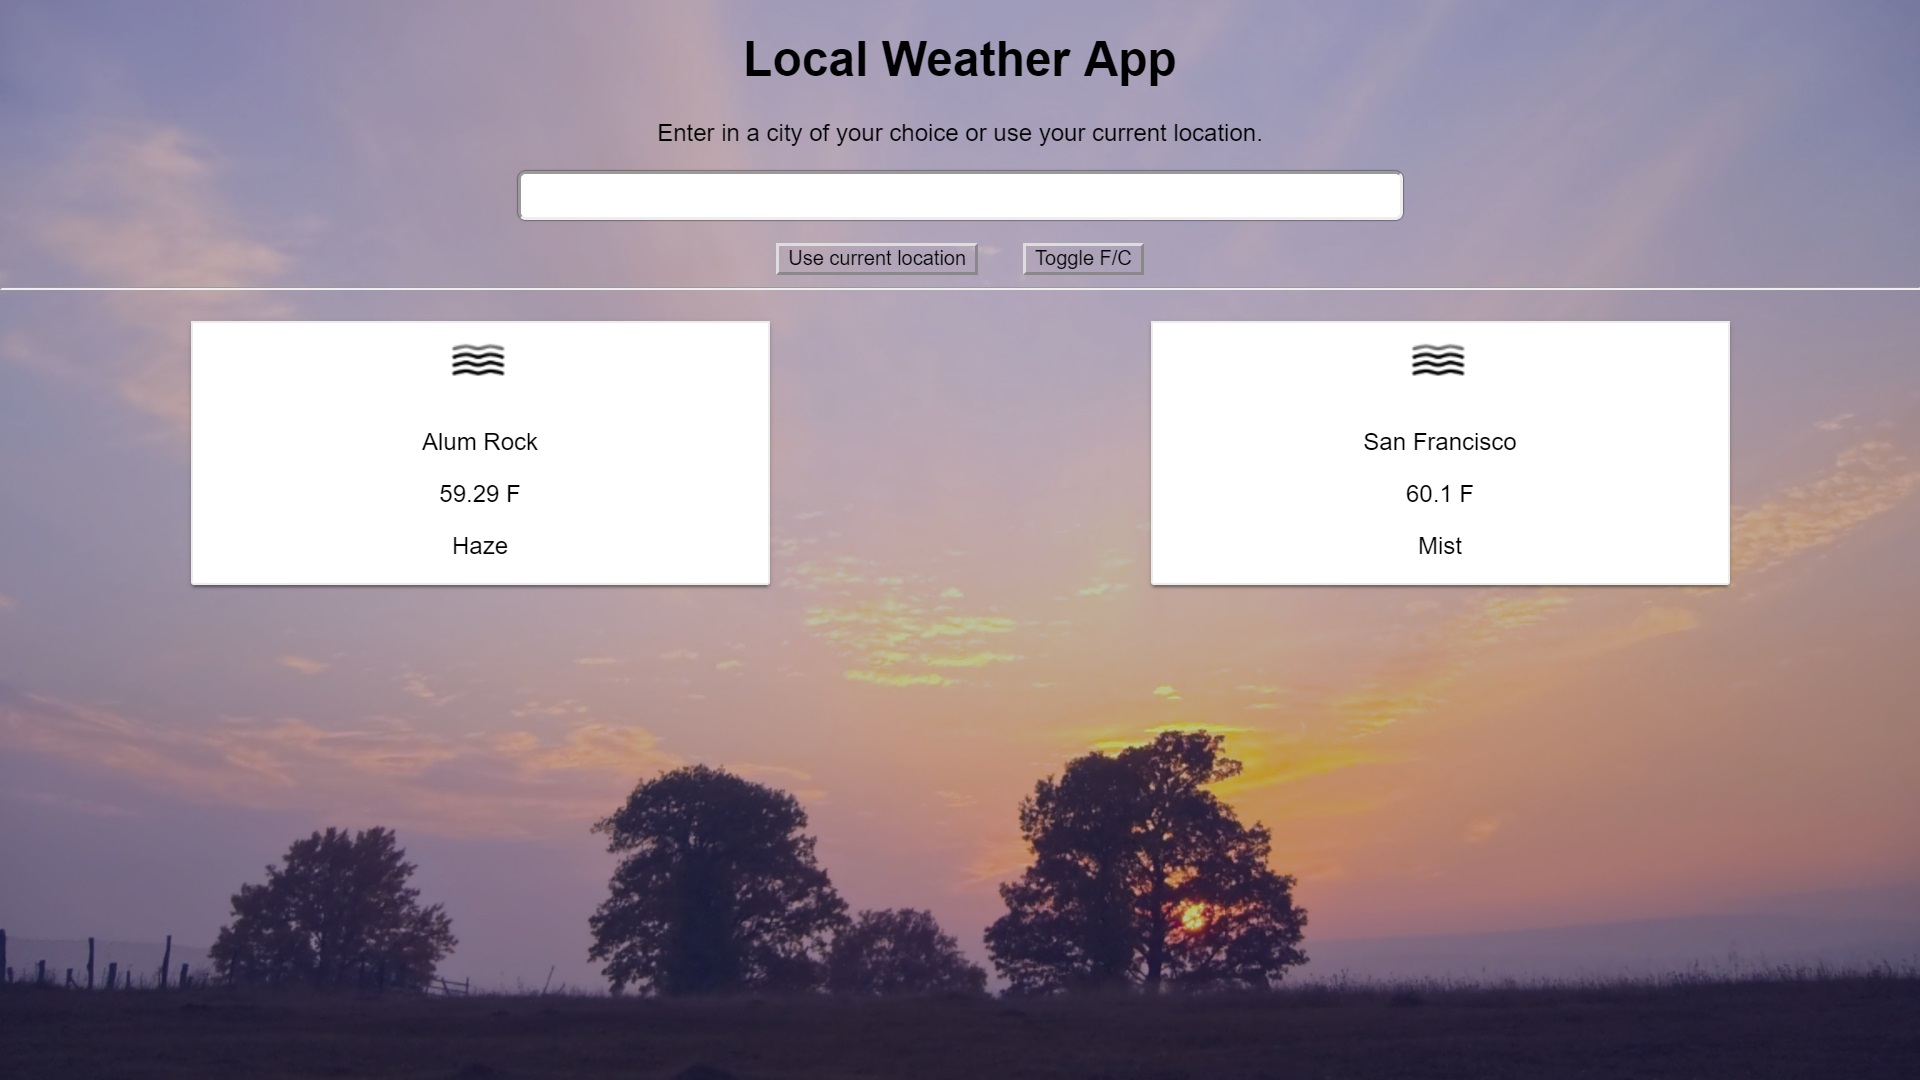 Local Weather App
Enter in a city of your choice or use your current location.
Use current location
Toggle F/C
Alum Rock
59.29 F
Haze
San Francisco
60.1 F
Mist